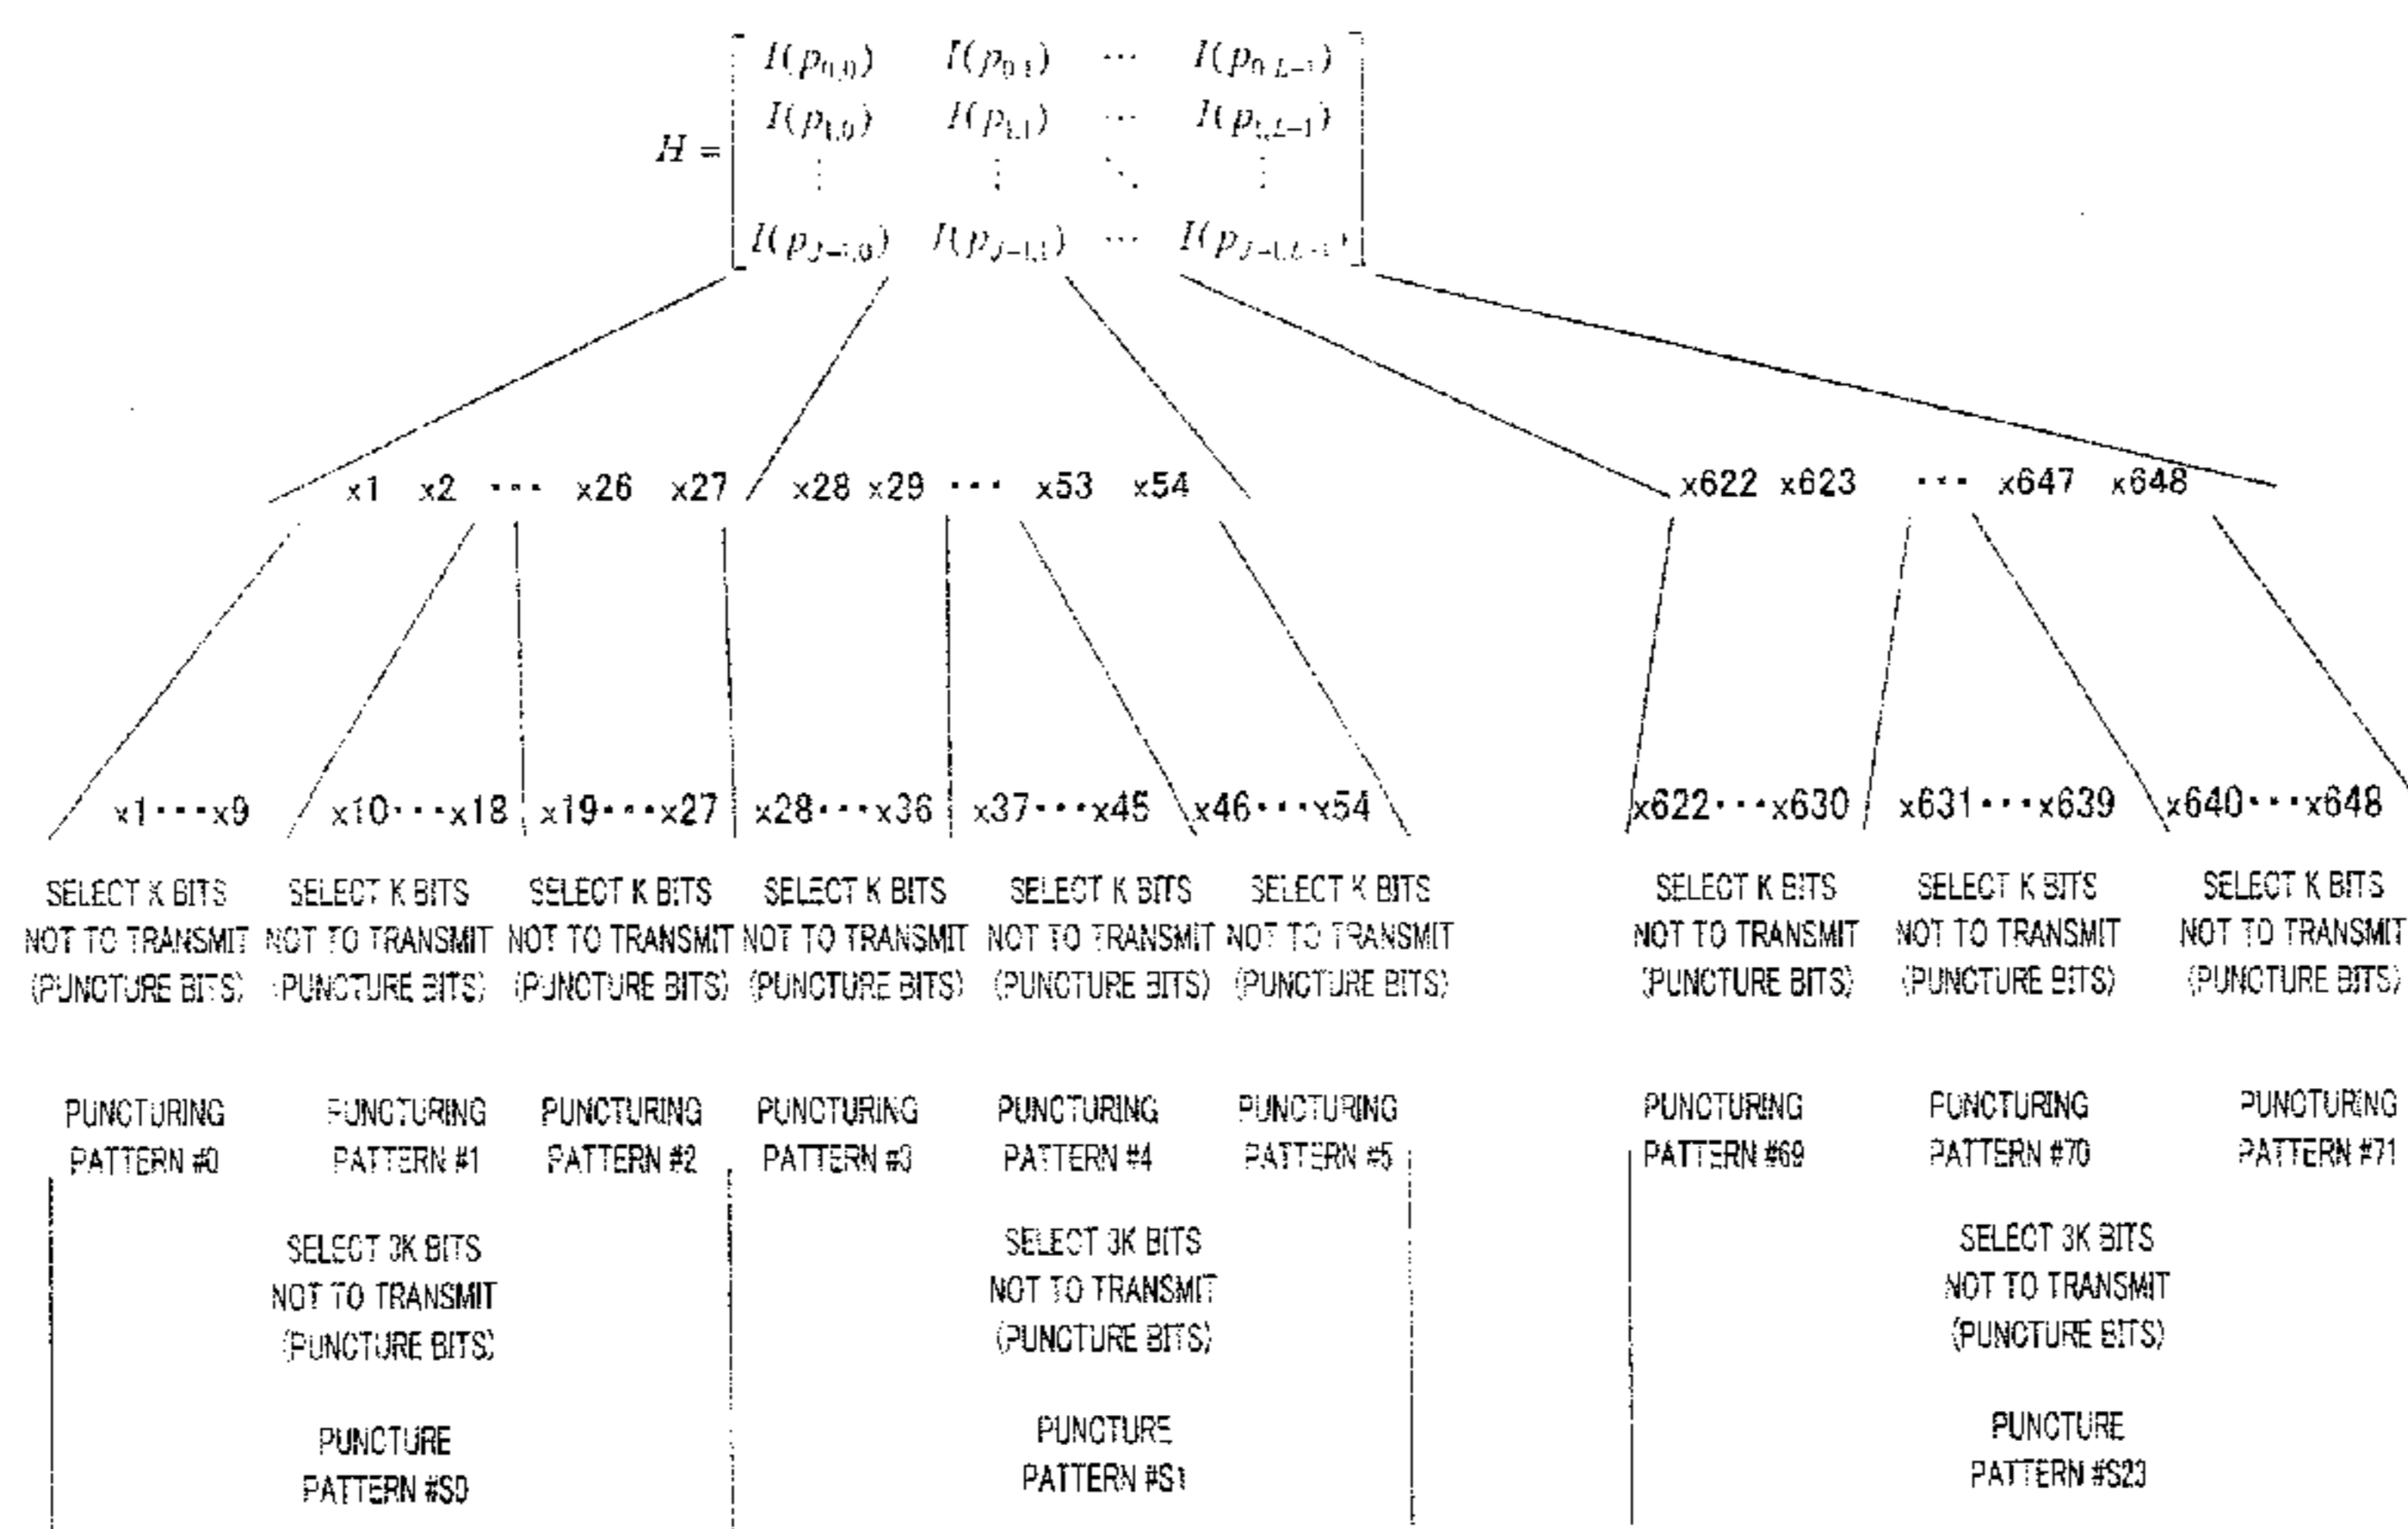 I(p0,0) I(p0,1) ··· I(p0,L−1)
I(p1,0) I(p1,1) ··· I(p1,L−1)
H =
⋮ ⋮ ⋱ ⋮
I(pJ−1,0) I(pJ−1,1) ··· I(pJ−1,L−1)
x1 x2 ··· x26 x27 x28 x29 ··· x53 x54 x622 x623 ··· x647 x648
x1···x9 x10···x18 x19···x27 x28···x36 x37···x45 x46···x54 x622···x630 x631···x639 x640···x648
SELECT K BITS SELECT K BITS SELECT K BITS SELECT K BITS SELECT K BITS SELECT K BITS SELECT K BITS SELECT K BITS SELECT K BITS
NOT TO TRANSMIT NOT TO TRANSMIT NOT TO TRANSMIT NOT TO TRANSMIT NOT TO TRANSMIT NOT TO TRANSMIT NOT TO TRANSMIT NOT TO TRANSMIT NOT TO TRANSMIT
(PUNCTURE BITS) (PUNCTURE BITS) (PUNCTURE BITS) (PUNCTURE BITS) (PUNCTURE BITS) (PUNCTURE BITS) (PUNCTURE BITS) (PUNCTURE BITS) (PUNCTURE BITS)
PUNCTURING PUNCTURING PUNCTURING PUNCTURING PUNCTURING PUNCTURING PUNCTURING PUNCTURING PUNCTURING
PATTERN #0 PATTERN #1 PATTERN #2 PATTERN #3 PATTERN #4 PATTERN #5 PATTERN #69 PATTERN #70 PATTERN #71
SELECT 3K BITS SELECT 3K BITS SELECT 3K BITS
NOT TO TRANSMIT NOT TO TRANSMIT NOT TO TRANSMIT
(PUNCTURE BITS) (PUNCTURE BITS) (PUNCTURE BITS)
PUNCTURE PUNCTURE PUNCTURE
PATTERN #S0 PATTERN #S1 PATTERN #S23